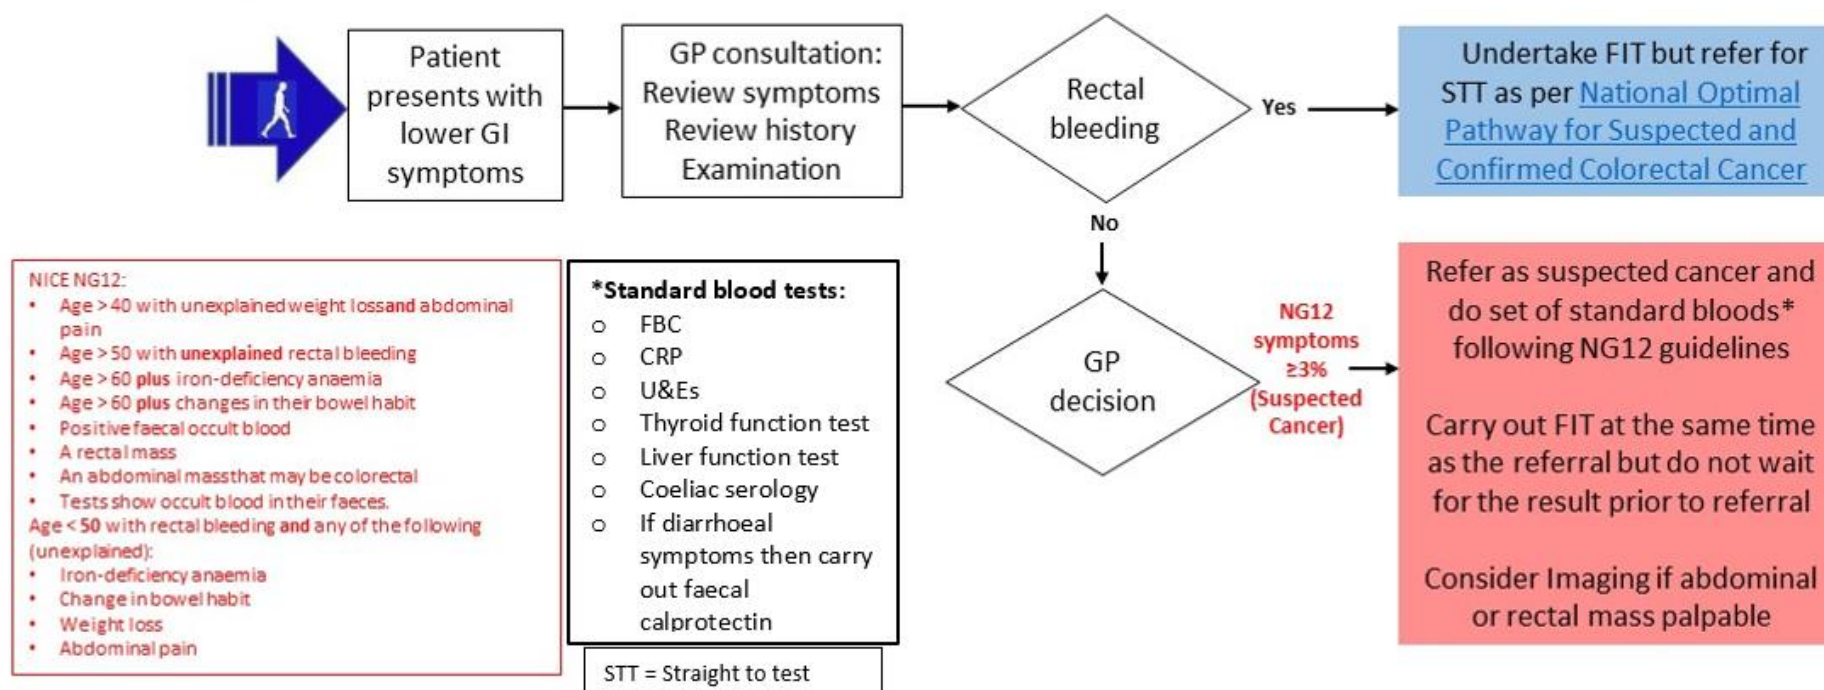 Patient
presents with
lower GI
symptoms
GP consultation:
Review symptoms
Review history
Examination
Rectal
bleeding
Yes
Undertake FIT but refer for
STT as per National Optimal
Pathway for Suspected and
Confirmed Colorectal Cancer
No
NICE NG12:
• Age > 40 with unexplained weight lossand abdominal
pain
• Age > 50 with unexplained rectal bleeding
• Age > 60 plus iron-deficiency anaemia
• Age > 60 plus changes in their bowel habit
• Positive faecal occult blood
• A rectal mass
• An abdominal massthat may be colorectal
• Tests show occult blood in their faeces.
Age < 50 with rectal bleeding and any of the following
(unexplained):
• Iron-deficiency anaemia
• Change in bowel habit
• Weight loss
• Abdominal pain
*Standard blood tests:
o FBC
o CRP
o U&Es
o Thyroid function test
o Liver function test
o Coeliac serology
o If diarrhoeal
symptoms then carry
out faecal
calprotectin
STT = Straight to test
GP
decision
NG12
symptoms
≥3%
(Suspected
Cancer)
Refer as suspected cancer and
do set of standard bloods*
following NG12 guidelines
Carry out FIT at the same time
as the referral but do not wait
for the result prior to referral
Consider Imaging if abdominal
or rectal mass palpable